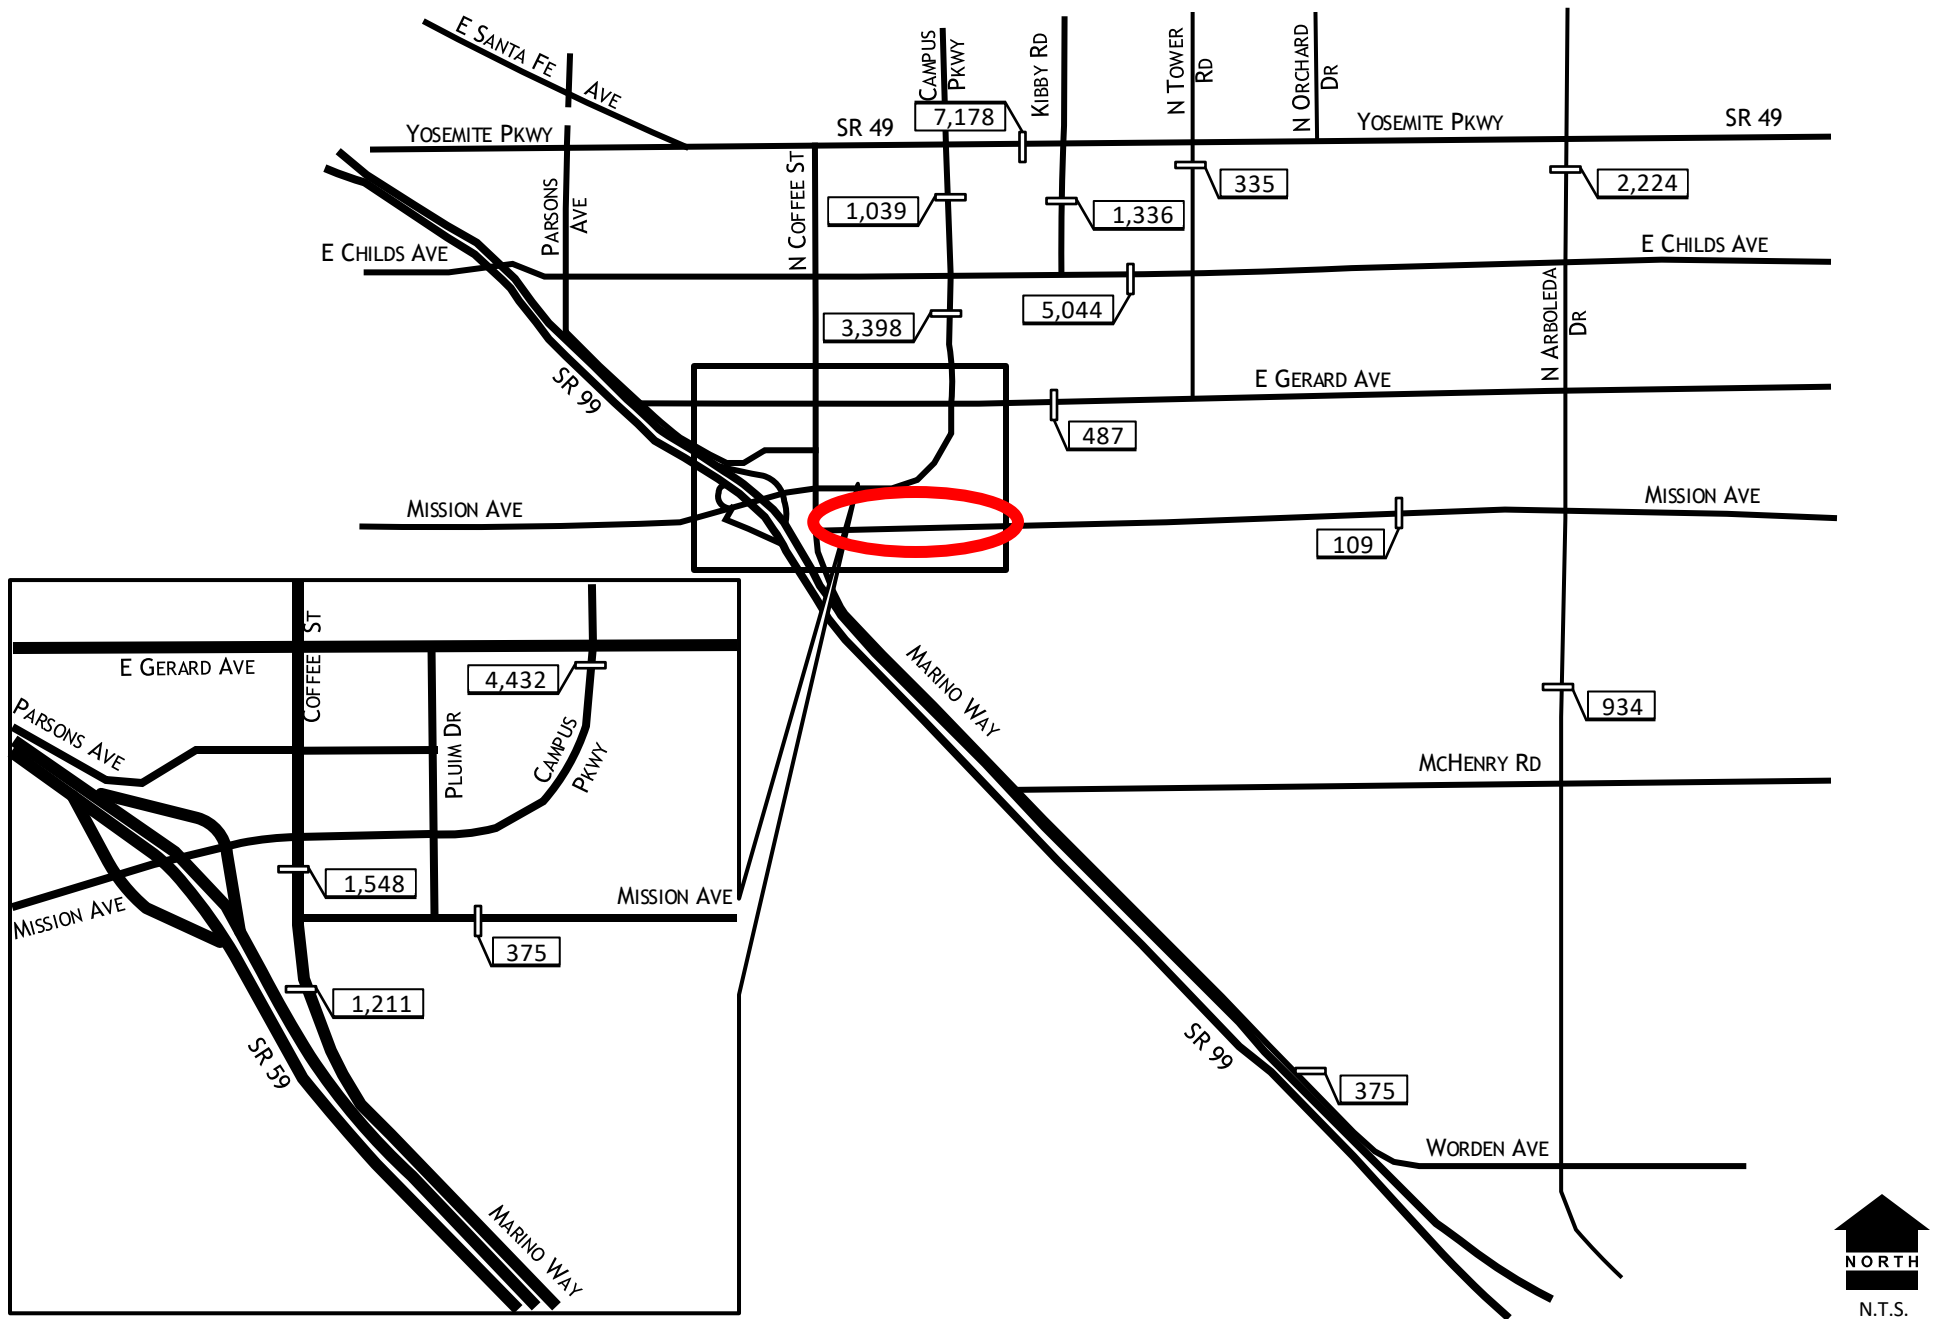 E SANTA FE AVE
CAMPUS
PKWY
KIBBY RD
N TOWER
RD
N ORCHARD
DR
7,178
YOSEMITE PKWY
SR 49
YOSEMITE PKWY
SR 49
PARSONS
AVE
N COFFEE ST
1,039
1,336
335
2,224
E CHILDS AVE
E CHILDS AVE
5,044
3,398
N ARBOLEDA
DR
SR 99
E GERARD AVE
487
MISSION AVE
MISSION AVE
109
E GERARD AVE
COFFEE ST
4,432
PARSONS AVE
PLUIM DR
CAMPUS
PKWY
MARINO WAY
934
MCHENRY RD
1,548
MISSION AVE
MISSION AVE
375
1,211
SR 59
SR 99
375
WORDEN AVE
MARINO WAY
NORTH
N.T.S.